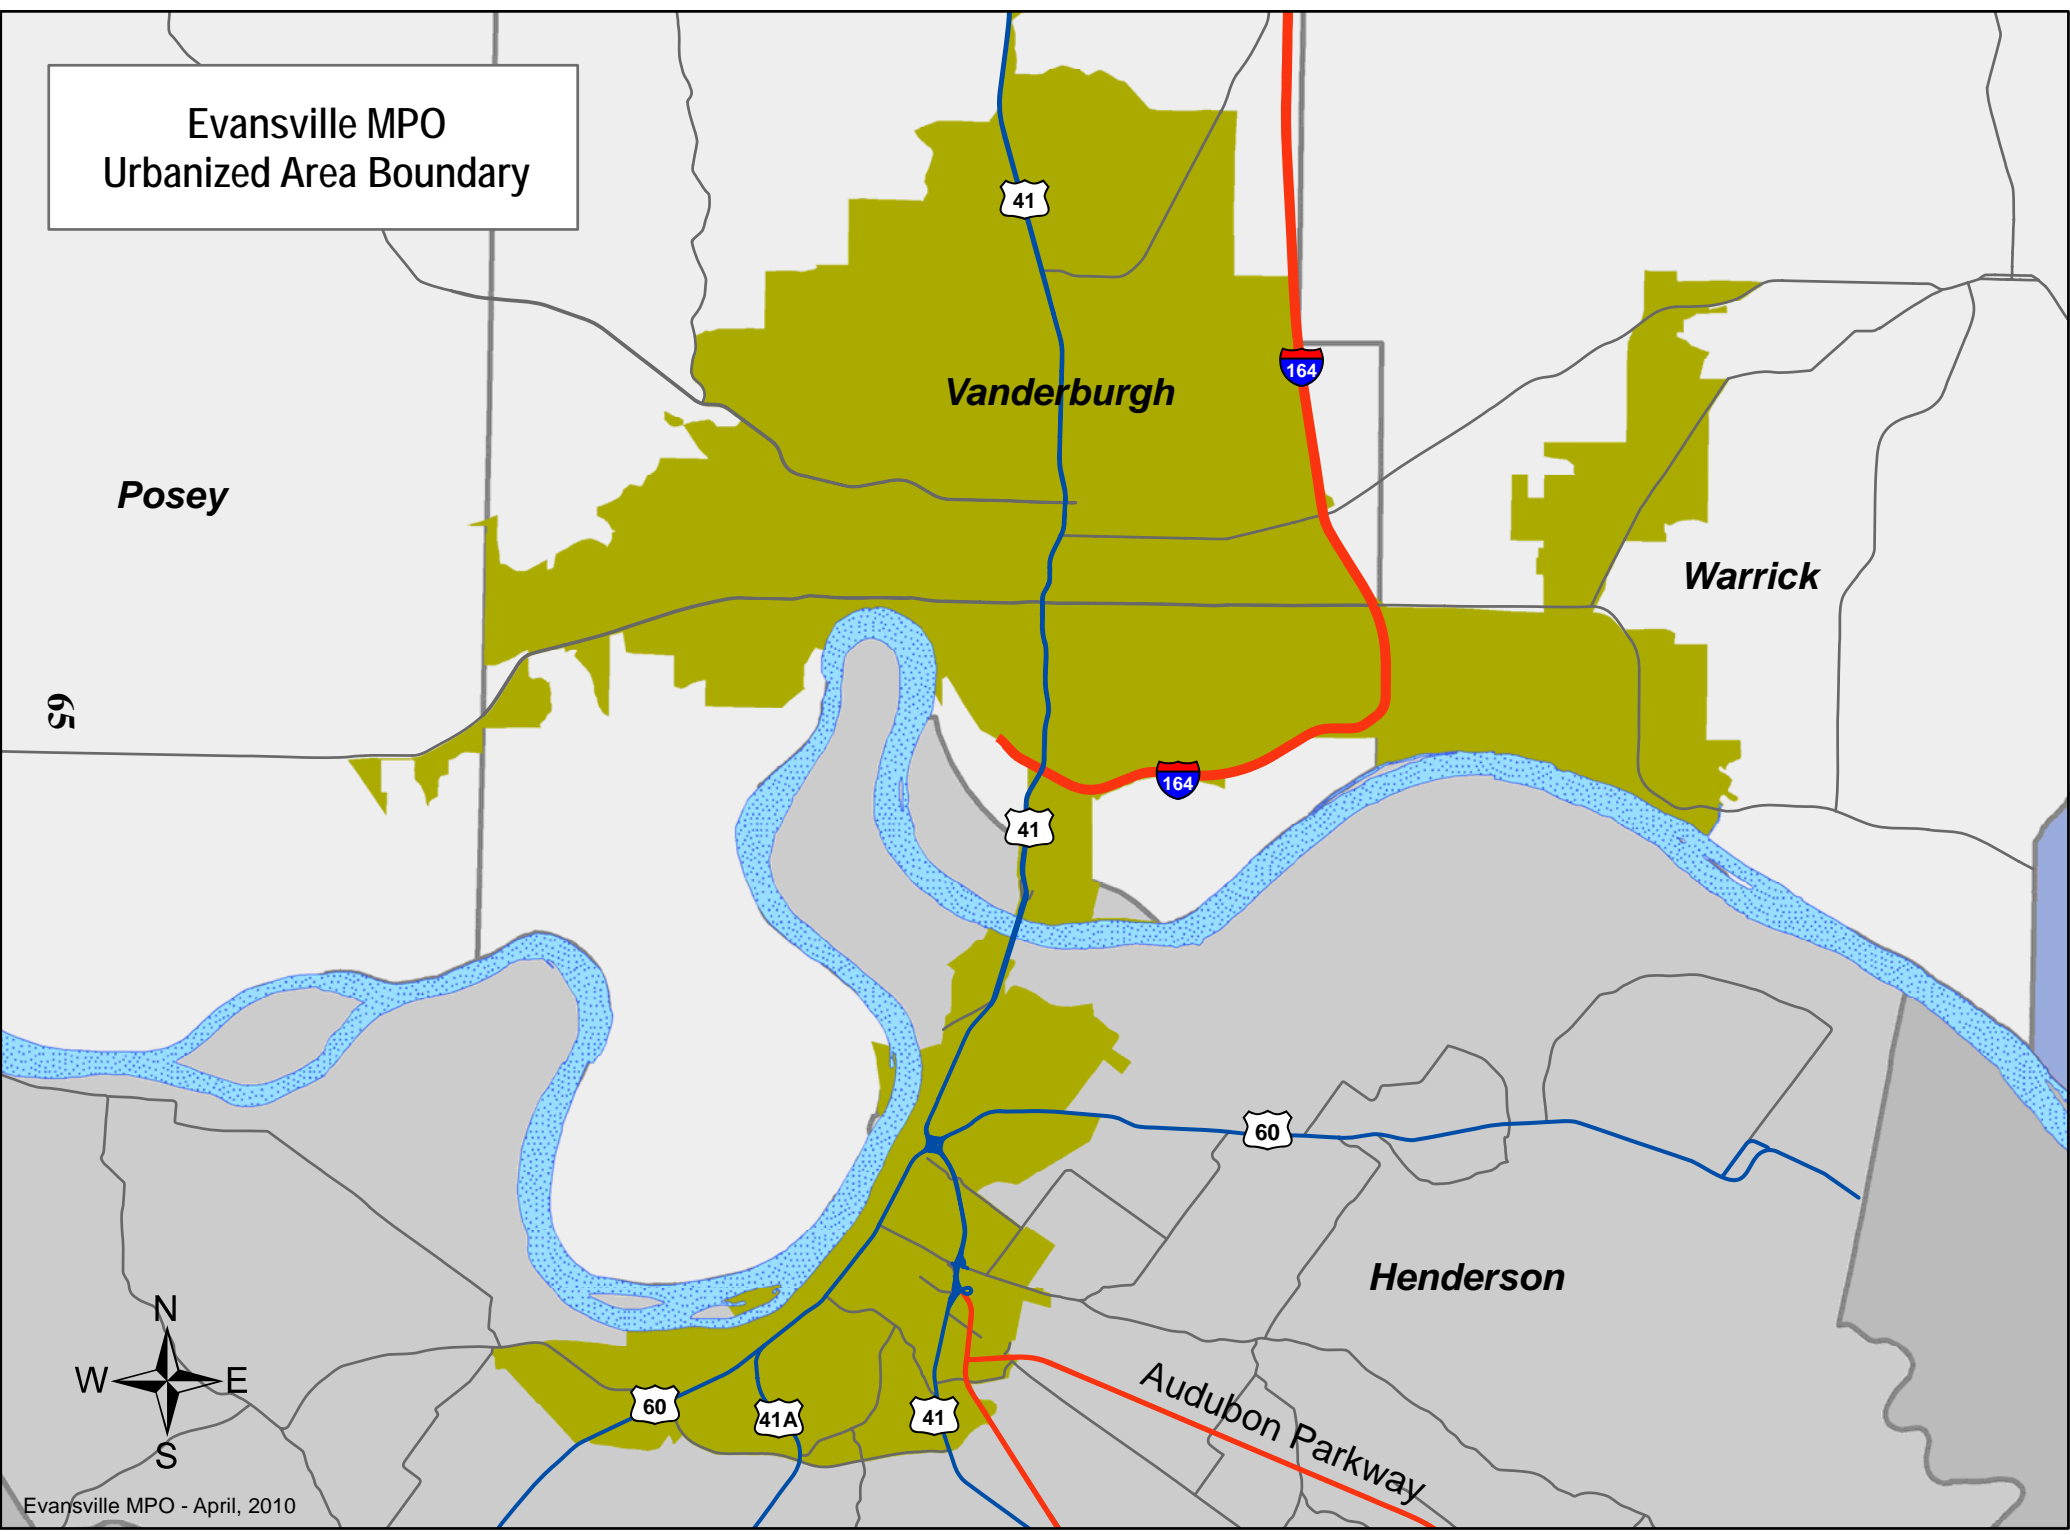 Evansville MPO
Urbanized Area Boundary
41
Vanderburgh
164
Posey
Warrick
65
164
41
60
Henderson
N
W E
S
60
41A
41
Audubon Parkway
Evansville MPO - April, 2010